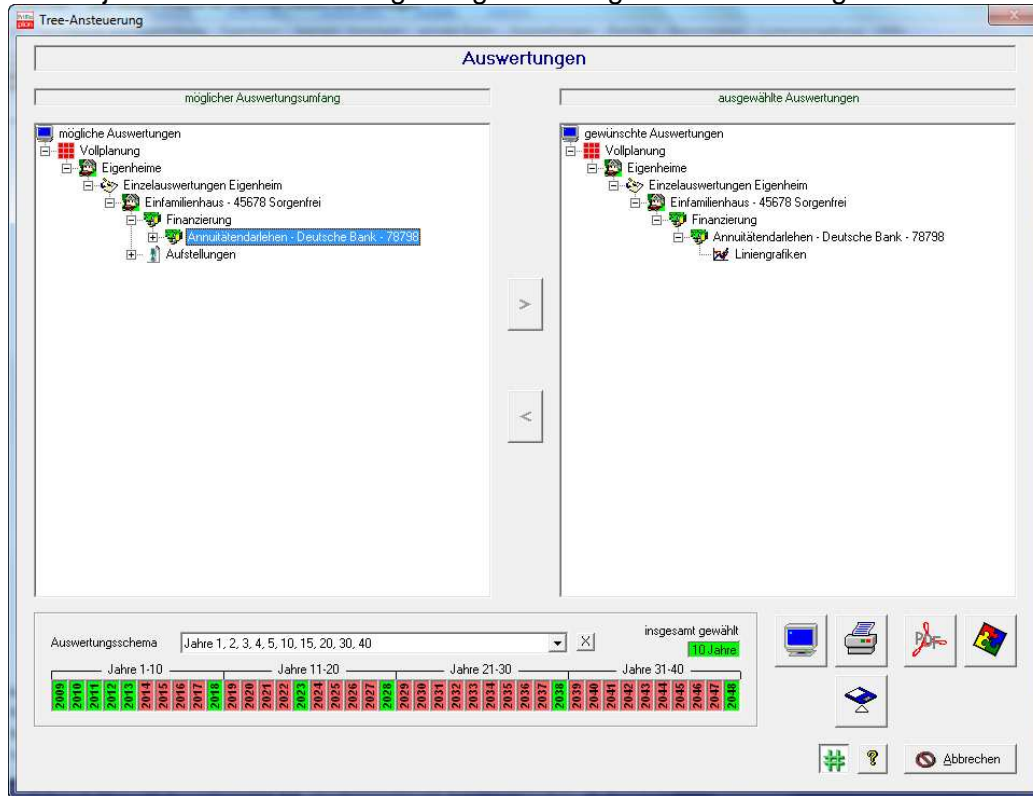 Tree-Ansteuerung
Auswertungen
möglicher Auswertungsumfang
mögliche Auswertungen
Vollplanung
Eigenheime
Einzelauswertungen Eigenheim
Einfamilienhaus - 45678 Sorgenfrei
Finanzierung
Annuitätendarlehen - Deutsche Bank - 78798
Aufstellungen
>
<
ausgewählte Auswertungen
gewünschte Auswertungen
Vollplanung
Eigenheime
Einzelauswertungen Eigenheim
Einfamilienhaus - 45678 Sorgenfrei
Finanzierung
Annuitätendarlehen - Deutsche Bank - 78798
Liniengrafiken
Auswertungsschema Jahre 1, 2, 3, 4, 5, 10, 15, 20, 30, 40 X
insgesamt gewählt
10 Jahre
Jahre 1-10 Jahre 11-20 Jahre 21-30 Jahre 31-40
2009 2010 2011 2012 2013 2014 2015 2016 2017 2018 2019 2020 2021 2022 2023 2024 2025 2026 2027 2028 2029 2030 2031 2032 2033 2034 2035 2036 2037 2038 2039 2040 2041 2042 2043 2044 2045 2046 2047 2048
PDF
? Abbrechen